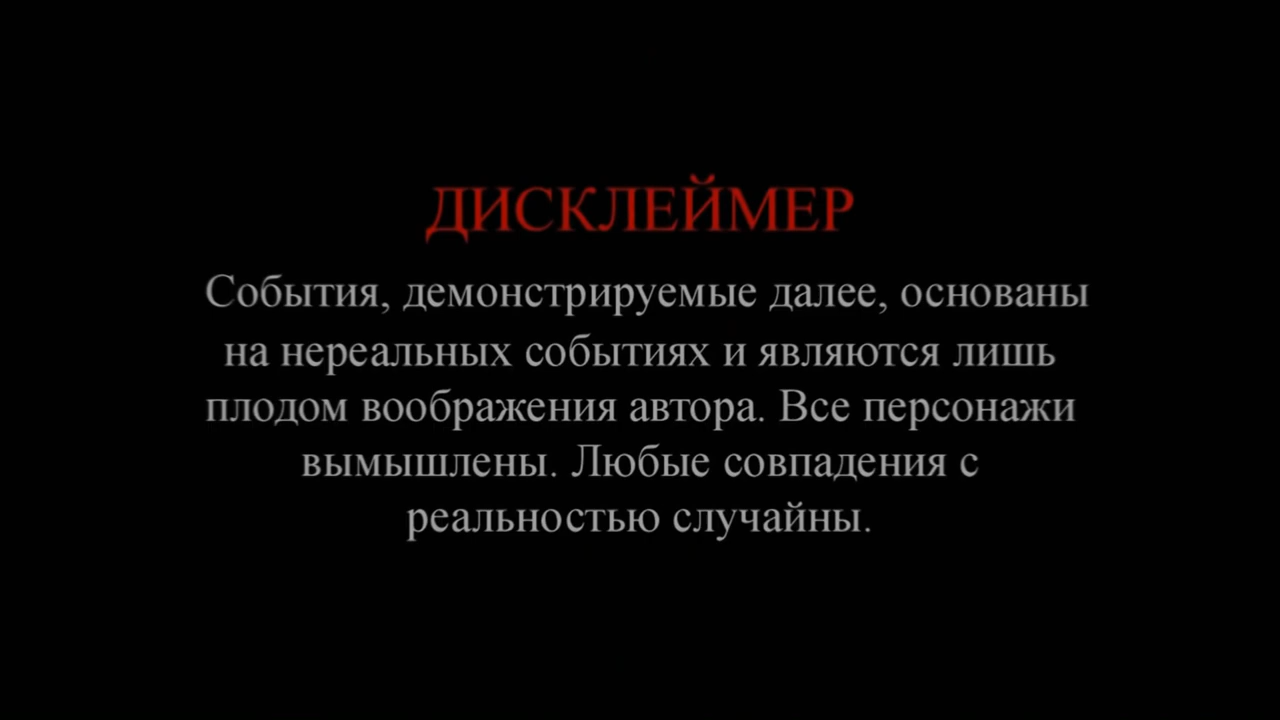 ДИСКЛЕЙМЕР
События, демонстрируемые далее, основаны
на нереальных событиях и являются лишь
плодом воображения автора. Все персонажи
вымышлены. Любые совпадения с
реальностью случайны.